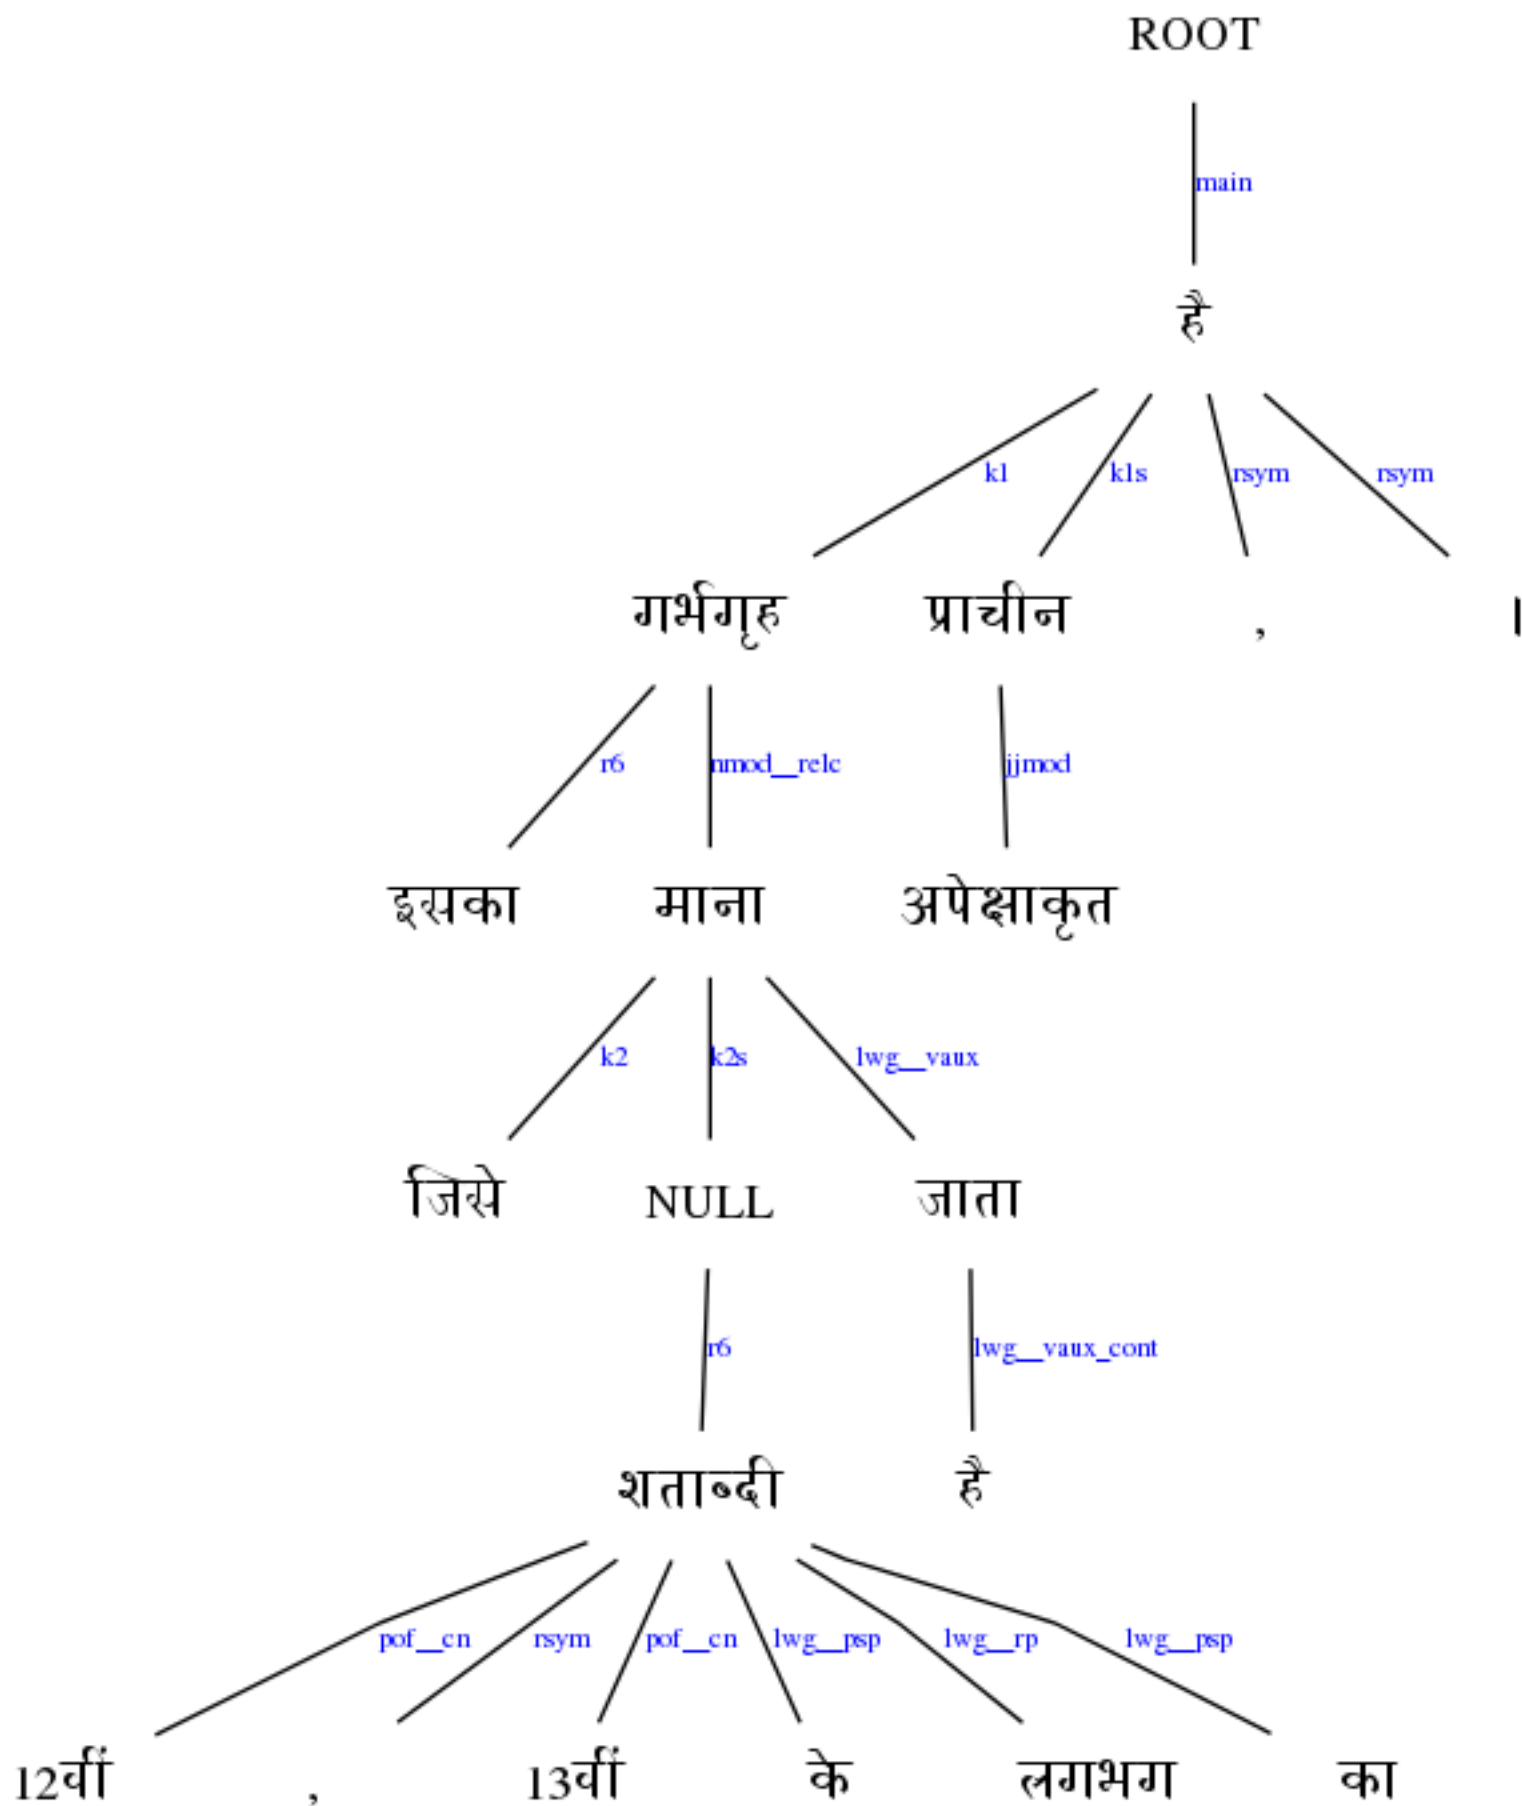 ROOT
main
है
k1 k1s rsym rsym
गर्भगृह प्राचीन , ।
r6 nmod__relc jjmod
इसका माना अपेक्षाकृत
k2 k2s lwg__vaux
जिसे NULL जाता
r6 lwg__vaux_cont
शताब्दी है
pof__cn rsym pof__cn lwg__psp lwg__rp lwg__psp
12वीं , 13वीं के लगभग का